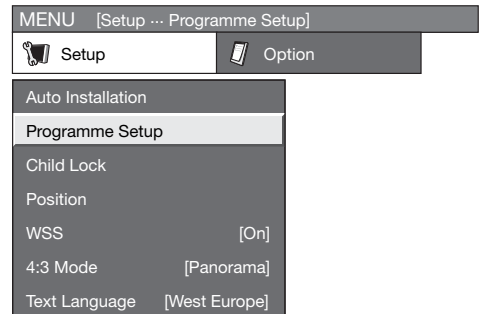 MENU [Setup ··· Programme Setup]
Setup Option
Auto Installation
Programme Setup
Child Lock
Position
WSS [On]
4:3 Mode [Panorama]
Text Language [West Europe]